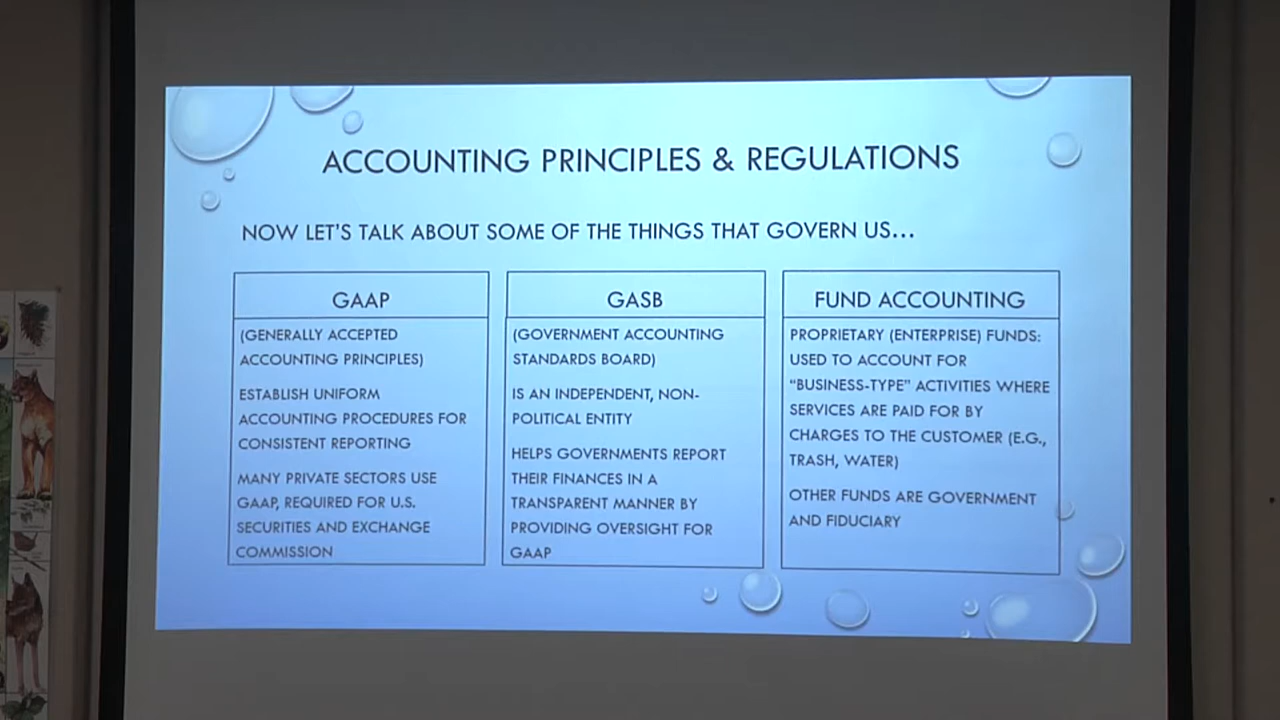 ACCOUNTING PRINCIPLES & REGULATIONS
NOW LET'S TALK ABOUT SOME OF THE THINGS THAT GOVERN US...
GAAP
(GENERALLY ACCEPTED
ACCOUNTING PRINCIPLES)
ESTABLISH UNIFORM
ACCOUNTING PROCEDURES FOR
CONSISTENT REPORTING
MANY PRIVATE SECTORS USE
GAAP, REQUIRED FOR U.S.
SECURITIES AND EXCHANGE
COMMISSION
GASB
(GOVERNMENT ACCOUNTING
STANDARDS BOARD)
IS AN INDEPENDENT, NON-
POLITICAL ENTITY
HELPS GOVERNMENTS REPORT
THEIR FINANCES IN A
TRANSPARENT MANNER BY
PROVIDING OVERSIGHT FOR
GAAP
FUND ACCOUNTING
PROPRIETARY (ENTERPRISE) FUNDS:
USED TO ACCOUNT FOR
“BUSINESS-TYPE” ACTIVITIES WHERE
SERVICES ARE PAID FOR BY
CHARGES TO THE CUSTOMER (E.G.,
TRASH, WATER)
OTHER FUNDS ARE GOVERNMENT
AND FIDUCIARY